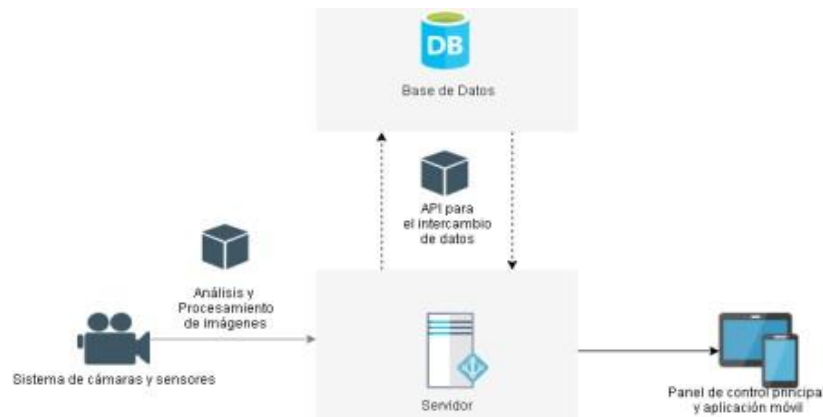 DB
Base de Datos
API para
el intercambio
de datos
Análisis y
Procesamiento
de imágenes
Sistema de cámaras y sensores
Servidor
Panel de control principa
y aplicación móvil